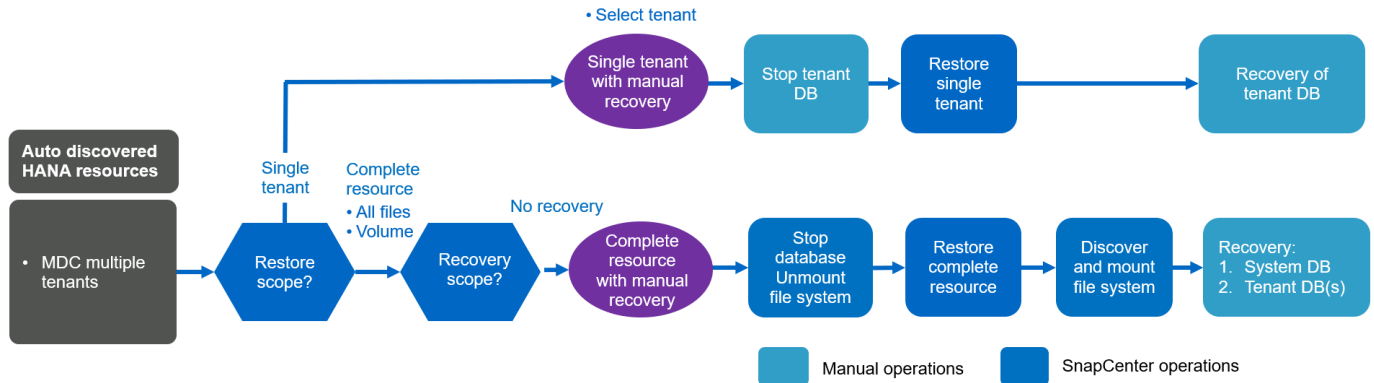 • Select tenant
Single tenant
with manual
recovery
Stop tenant
DB
Restore
single
tenant
Recovery of
tenant DB
Auto discovered
HANA resources
Single
tenant
Complete
resource
• All files
• Volume
No recovery
• MDC multiple
tenants
Restore
scope?
Recovery
scope?
Complete
resource
with manual
recovery
Stop
database
Unmount
file system
Restore
complete
resource
Discover
and mount
file system
Recovery:
1. System DB
2. Tenant DB(s)
Manual operations
SnapCenter operations